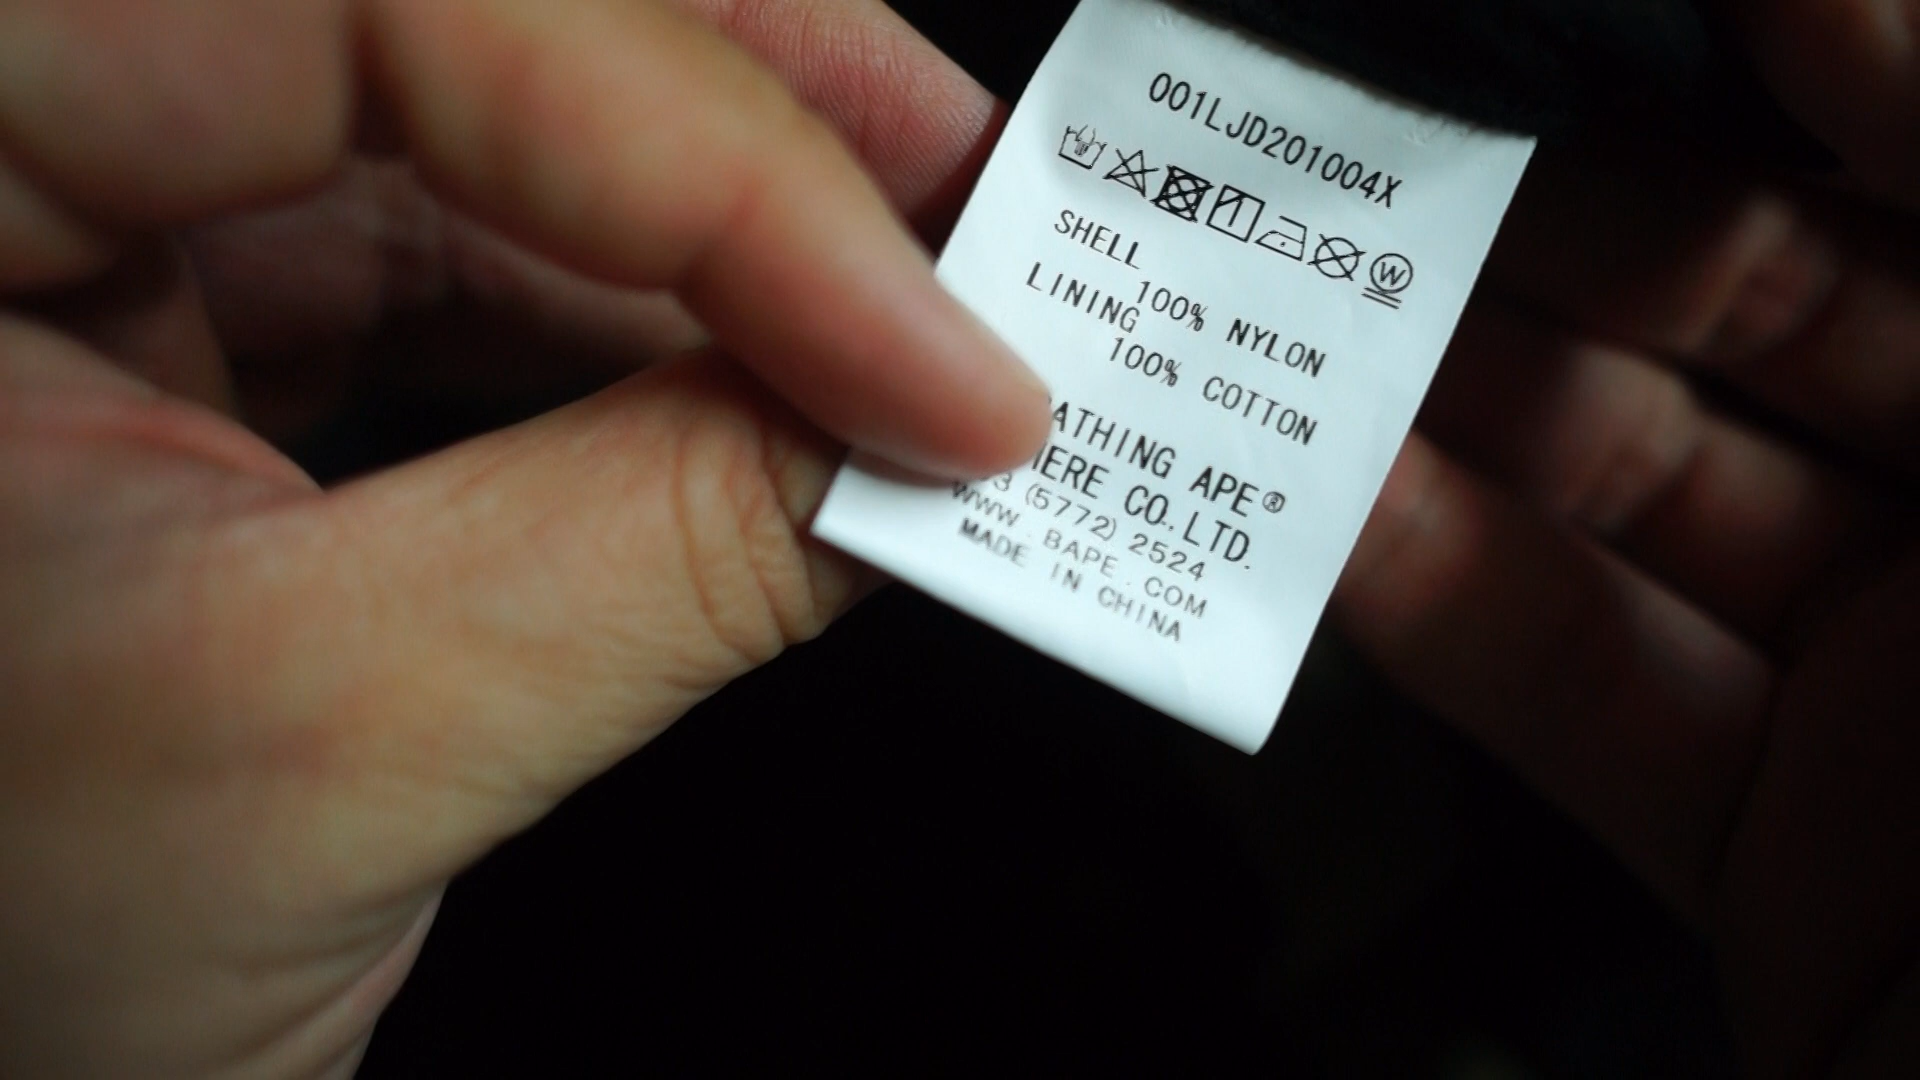 001LJD201004X
W
SHELL
100% NYLON
LINING
100% COTTON
ATHING APE®
IERE CO.,LTD.
3 (5772) 2524
WWW.BAPE.COM
MADE IN CHINA